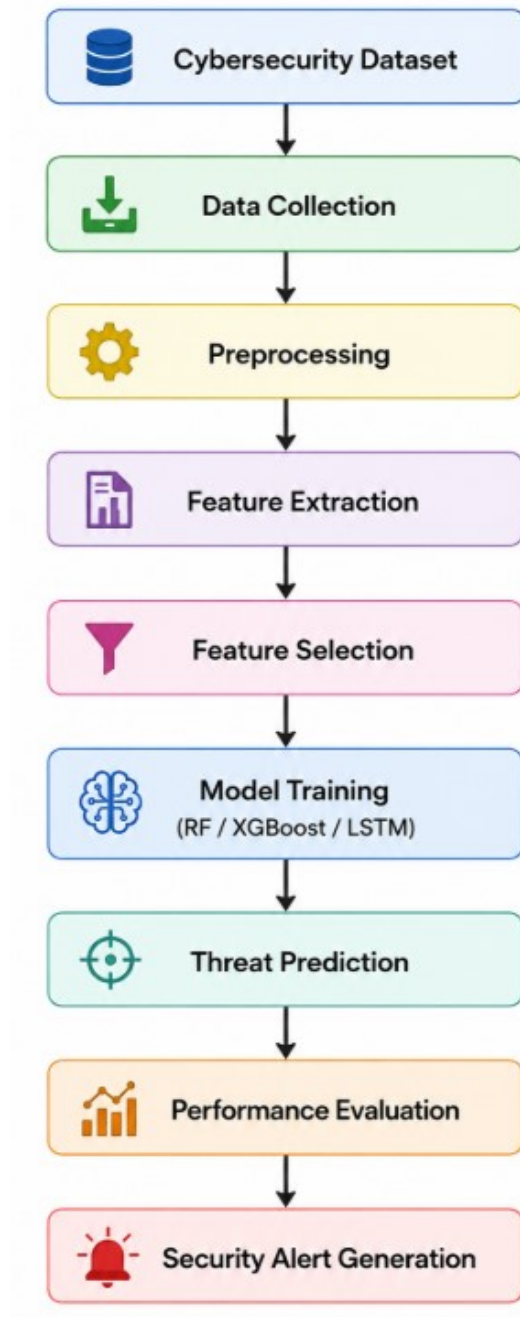 Cybersecurity Dataset
Data Collection
Preprocessing
Feature Extraction
Feature Selection
Model Training
(RF / XGBoost / LSTM)
Threat Prediction
Performance Evaluation
Security Alert Generation